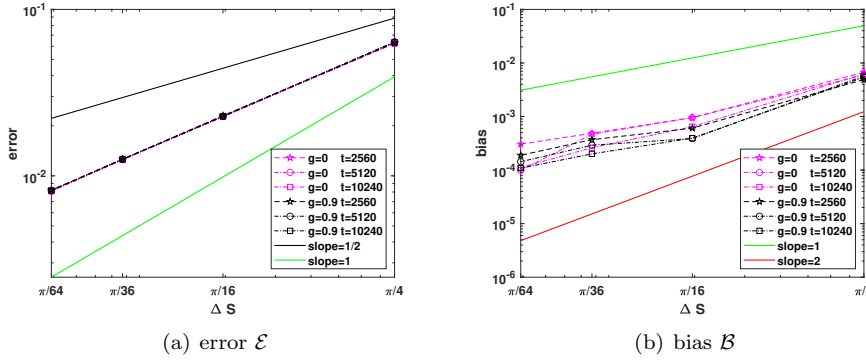 10^-1
error
10^-2
g=0 t=2560
g=0 t=5120
g=0 t=10240
g=0.9 t=2560
g=0.9 t=5120
g=0.9 t=10240
slope=1/2
slope=1
π/64
π/36
π/16
π/4
Δ S
(a) error ℰ
10^-1
10^-2
10^-3
bias
10^-4
10^-5
10^-6
g=0 t=2560
g=0 t=5120
g=0 t=10240
g=0.9 t=2560
g=0.9 t=5120
g=0.9 t=10240
slope=1
slope=2
π/64
π/36
π/16
π/
Δ S
(b) bias ℬ